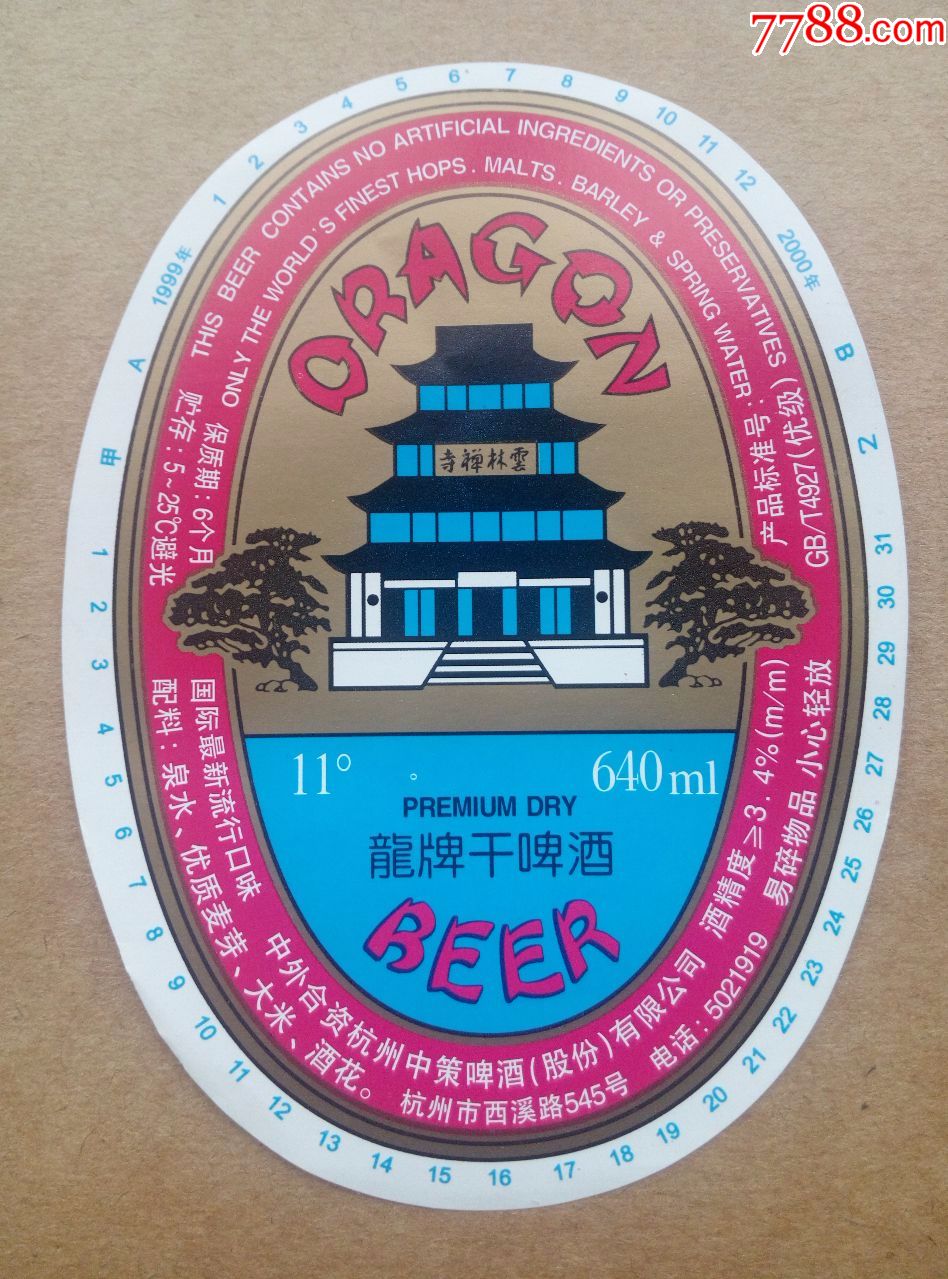 7788.com
1999年 1 2 3 4 5 6 7 8 9 10 11 12 2000年
THIS BEER CONTAINS NO ARTIFICIAL INGREDIENTS OR PRESERVATIVES
ONLY THE WORLD'S FINEST HOPS. MALTS. BARLEY & SPRING WATER:
DRAGON
寺禅林雲
保质期:6个月
贮存:5~25℃避光
产品标准号:
GB/T4927(优级)
11°
640ml
PREMIUM DRY
龍牌干啤酒
BEER
国际最新流行口味
配料:泉水、优质麦芽、大米、酒花。
中外合资杭州中策啤酒(股份)有限公司
杭州市西溪路545号 电话:5021919
酒精度≥3.4%(m/m)
易碎物品 小心轻放
A 甲 1 2 3 4 5 6 7 8 9 10 11 12 13 14 15 16 17 18 19 20 21 22 23 24 25 26 27 28 29 30 31 乙 B